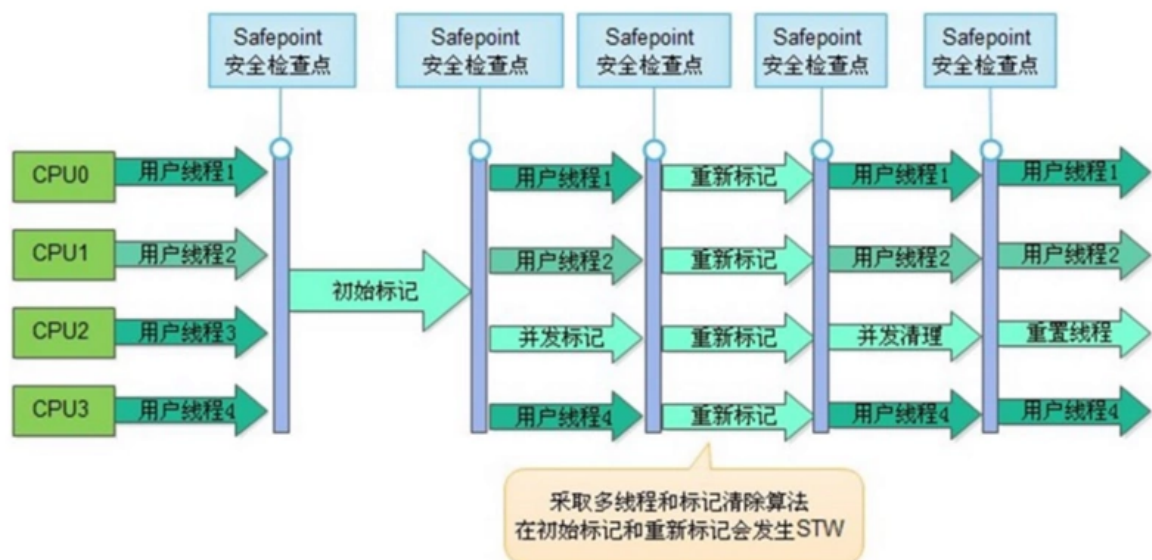 Safepoint
安全检查点
Safepoint
安全检查点
Safepoint
安全检查点
Safepoint
安全检查点
Safepoint
安全检查点
CPU0
用户线程1
用户线程1
重新标记
用户线程1
用户线程1
CPU1
用户线程2
用户线程2
重新标记
用户线程2
用户线程2
初始标记
CPU2
用户线程3
并发标记
重新标记
并发清理
重置线程
CPU3
用户线程4
用户线程4
重新标记
用户线程4
用户线程4
采取多线程和标记清除算法
在初始标记和重新标记会发生STW